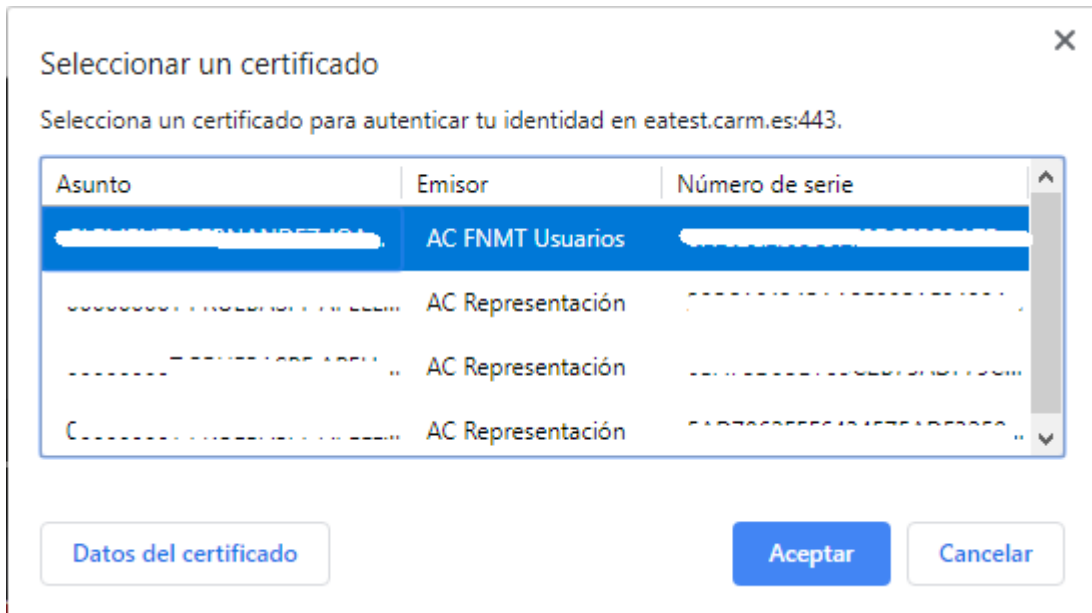 Seleccionar un certificado
Selecciona un certificado para autenticar tu identidad en eatest.carm.es:443.
Asunto Emisor Número de serie
AC FNMT Usuarios
AC Representación
AC Representación
AC Representación
Datos del certificado Aceptar Cancelar